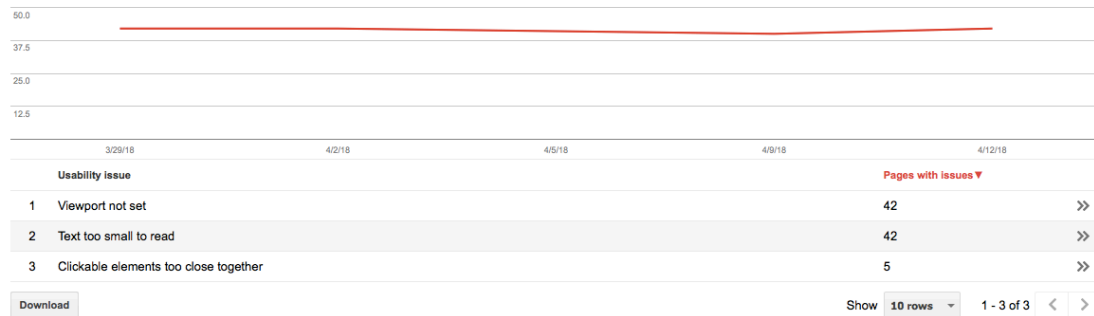 50.0
37.5
25.0
12.5
3/29/18 4/2/18 4/5/18 4/9/18 4/12/18
Usability issue Pages with issues▼
1 Viewport not set 42 »
2 Text too small to read 42 »
3 Clickable elements too close together 5 »
Download Show 10 rows 1 - 3 of 3 < >